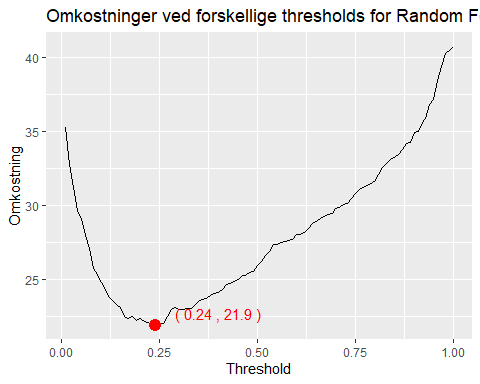 Omkostninger ved forskellige thresholds for Random
Omkostning
40
35
30
25
( 0.24 , 21.9 )
0.00
0.25
0.50
0.75
1.00
Threshold